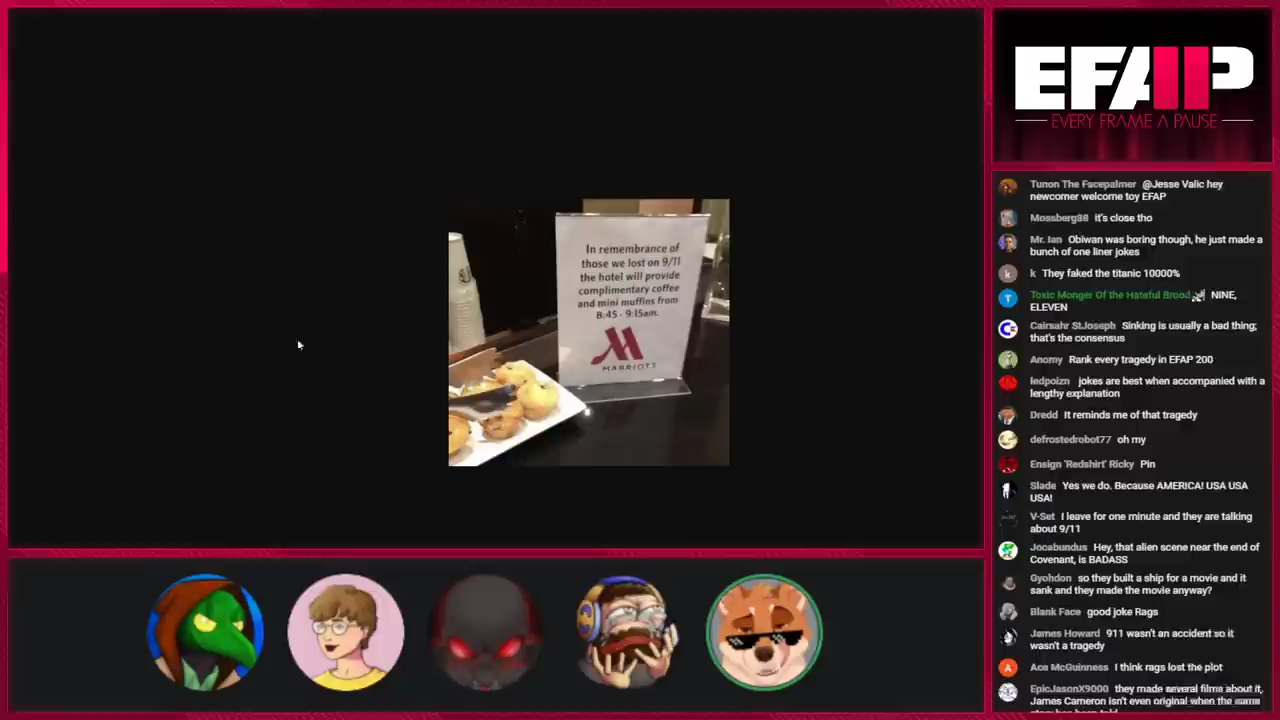 In remembrance of
those we lost on 9/11
the hotel will provide
complimentary coffee
and mini muffins from
8:45 - 9:15am.
MARRIOTT
EFAP
EVERY FRAME A PAUSE
Tunon The Facepalmer @Jesse Valic hey
newcomer welcome toy EFAP
Mossberg88 it's close tho
Mr. Ian Obiwan was boring though, he just made a
bunch of one liner jokes
k They faked the titanic 10000%
Toxic Monger Of the Hateful Brood NINE,
ELEVEN
Cairsahr StJoseph Sinking is usually a bad thing;
that's the consensus
Anomy Rank every tragedy in EFAP 200
ledpoizn jokes are best when accompanied with a
lengthy explanation
Dredd It reminds me of that tragedy
defrostedrobot77 oh my
Ensign 'Redshirt' Ricky Pin
Slade Yes we do. Because AMERICA! USA USA
USA!
V-Set I leave for one minute and they are talking
about 9/11
Jocabundus Hey, that alien scene near the end of
Covenant, is BADASS
Gyohdon so they built a ship for a movie and it
sank and they made the movie anyway?
Blank Face good joke Rags
James Howard 911 wasn't an accident so it
wasn't a tragedy
Ace McGuinness I think rags lost the plot
EpicJasonX9000 they made several films about it,
James Cameron isn't even original when the same